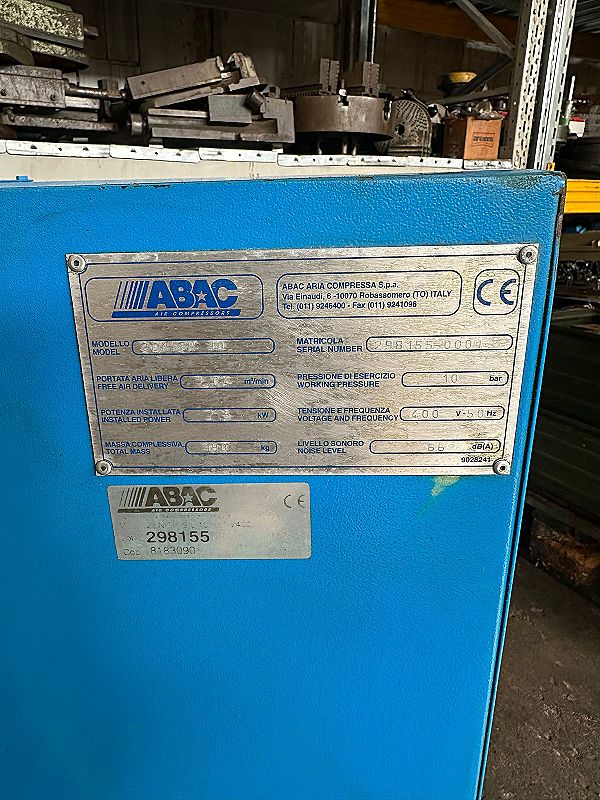 ABAC
AIR COMPRESSORS
ABAC ARIA COMPRESSA S.p.a.
Via Einaudi, 6 -10070 Robassomero (TO) ITALY
Tel. (011) 9246400 - Fax (011) 9241096
CE
MODELLO
MODEL
MATRICOLA
SERIAL NUMBER
298155-0001
PORTATA ARIA LIBERA
FREE AIR DELIVERY
m³/min
PRESSIONE DI ESERCIZIO
WORKING PRESSURE
10 bar
POTENZA INSTALLATA
INSTALLED POWER
kW
TENSIONE E FREQUENZA
VOLTAGE AND FREQUENCY
400 V-50 Hz
MASSA COMPLESSIVA
TOTAL MASS
kg
LIVELLO SONORO
NOISE LEVEL
dB(A)
ABAC
AIR COMPRESSORS
CE
298155
8183090